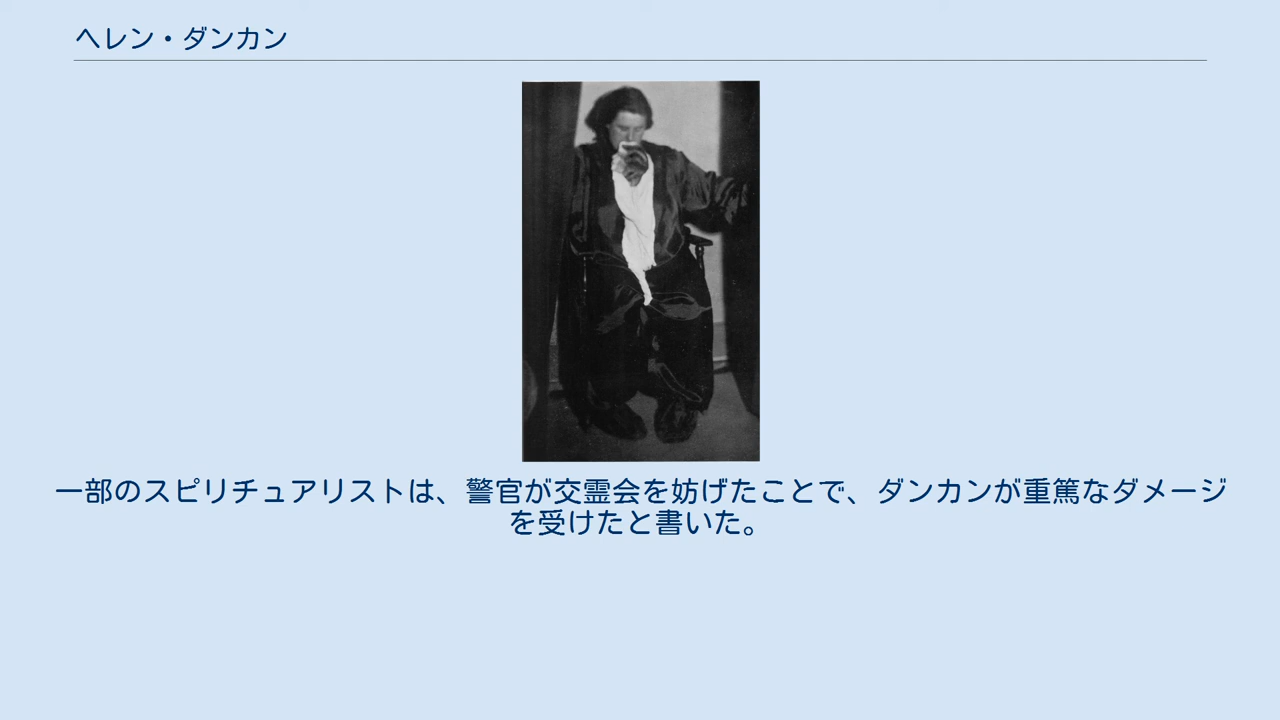 ヘレン・ダンカン
一部のスピリチュアリストは、警官が交霊会を妨げたことで、ダンカンが重篤なダメージ
を受けたと書いた。